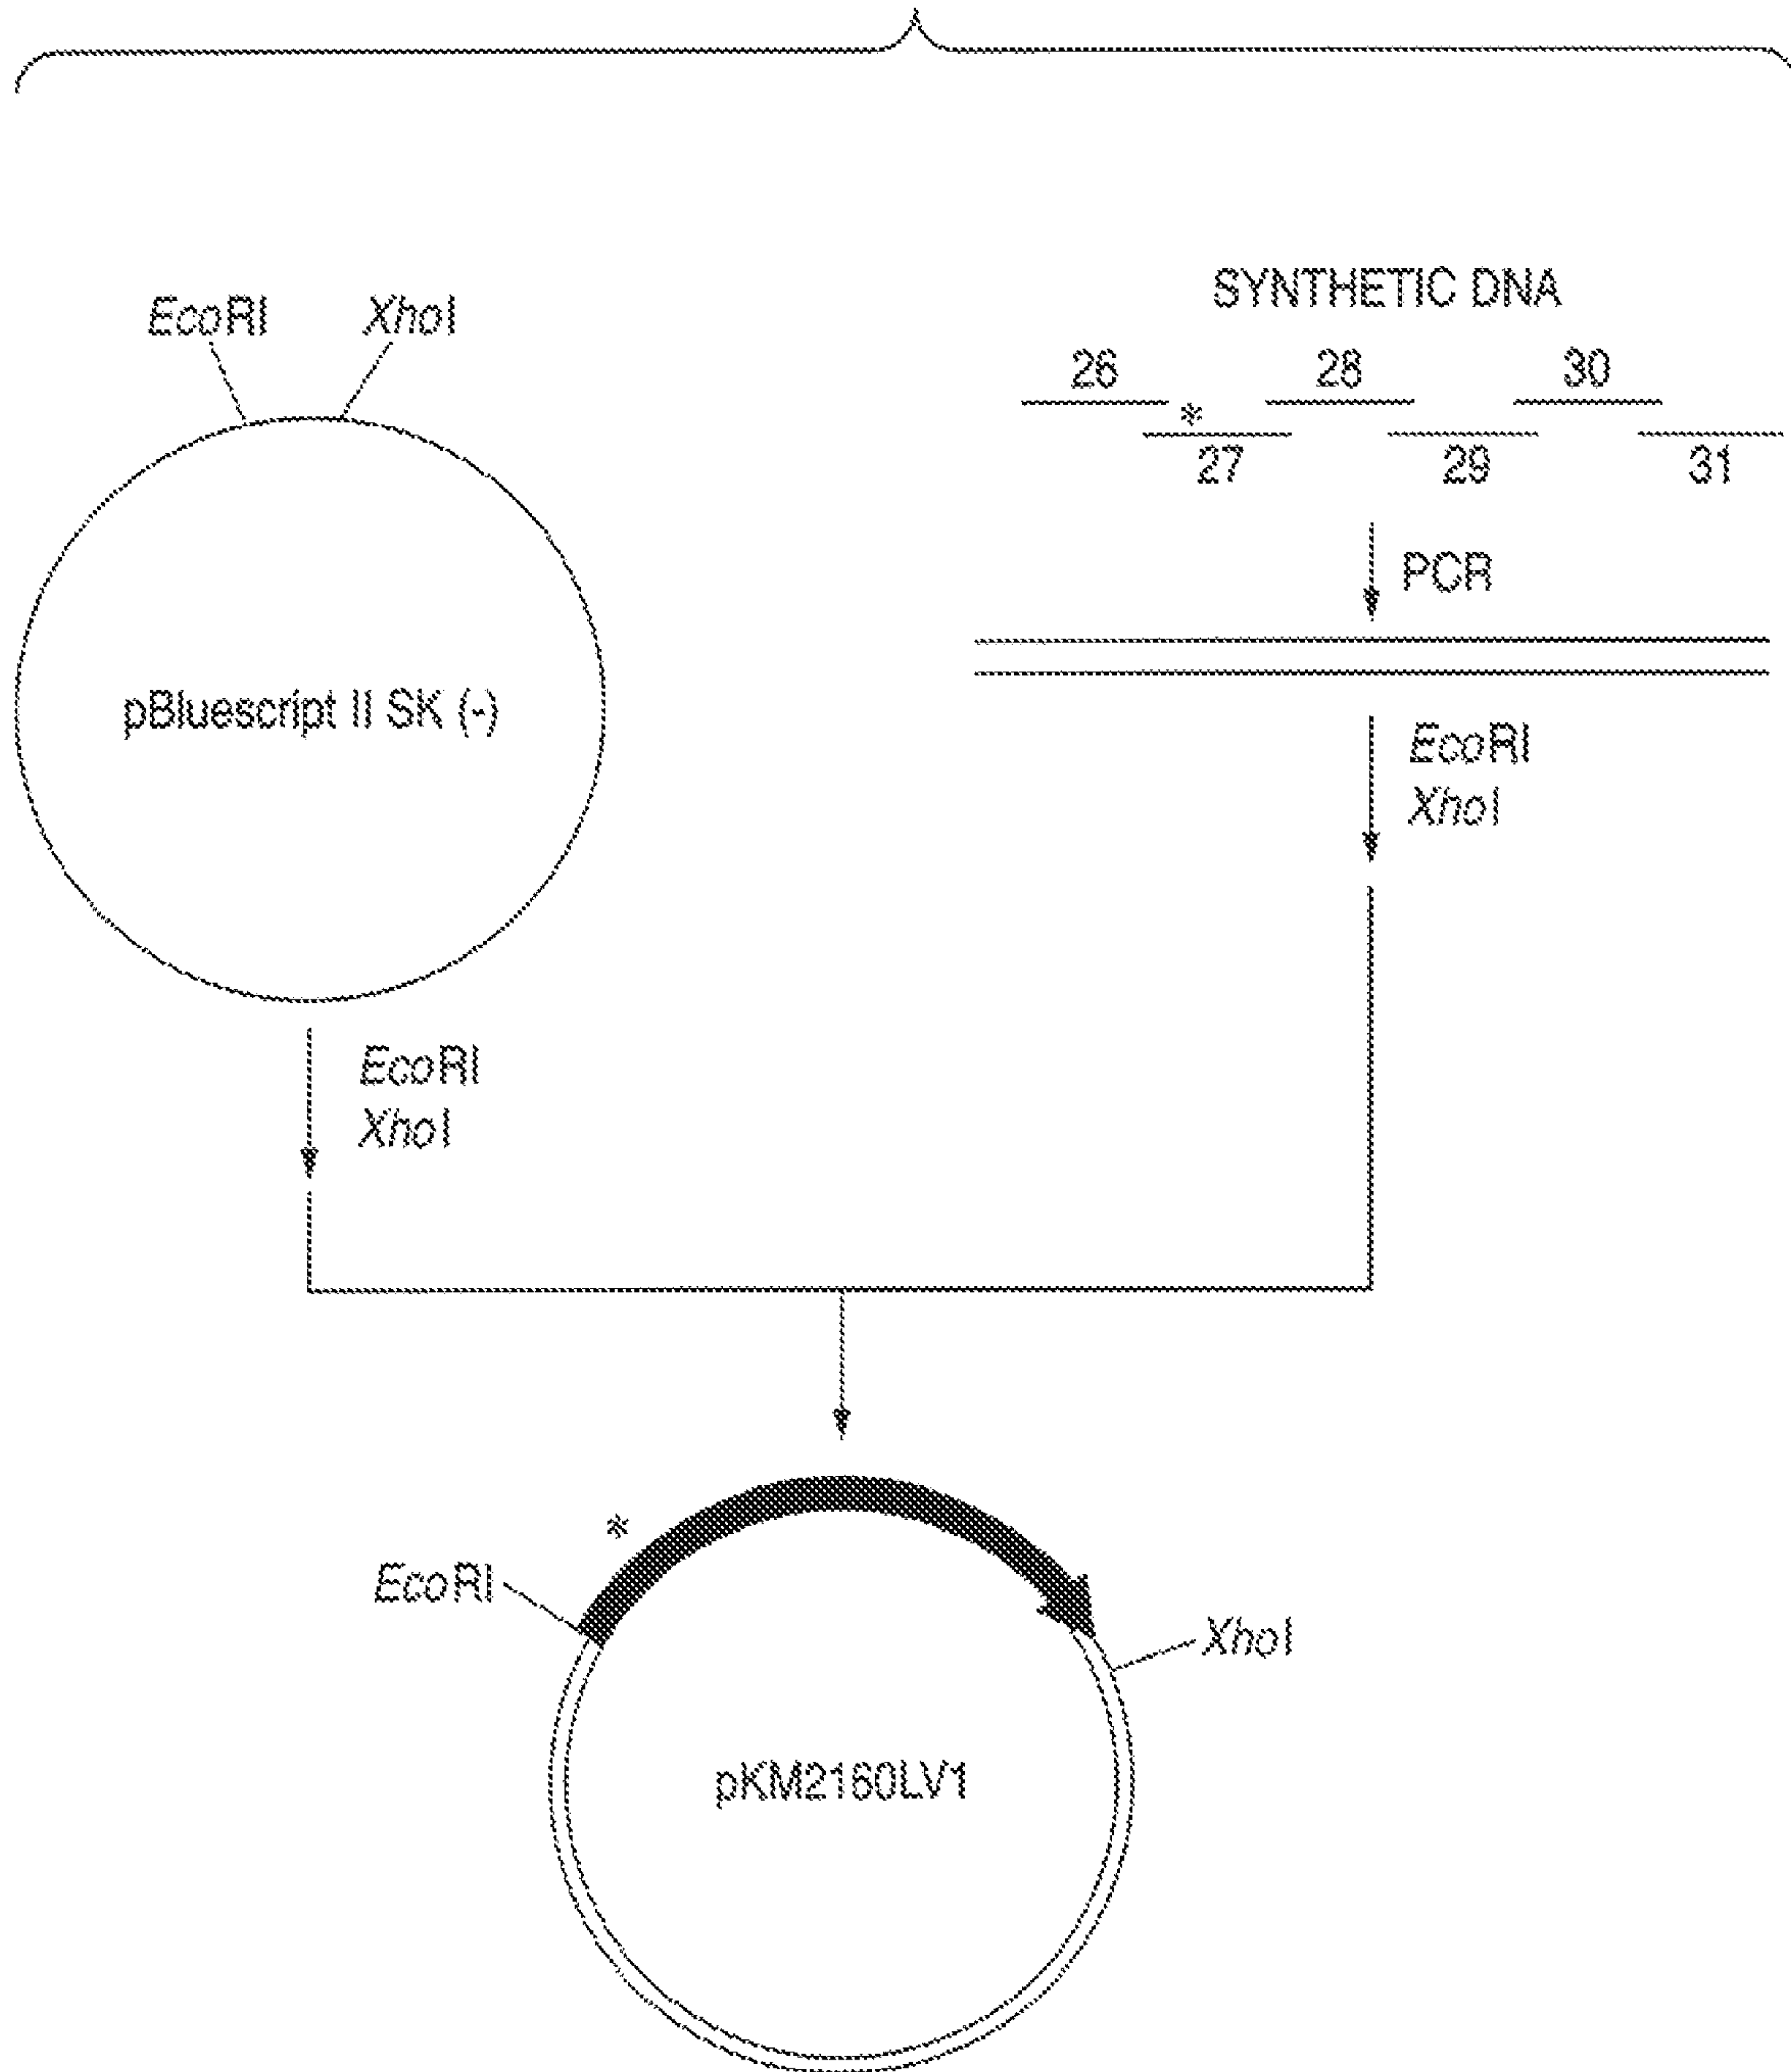 EcoRI XhoI
pBluescript II SK (-)
EcoRI
XhoI
SYNTHETIC DNA
26 28 30
*
27 29 31
PCR
EcoRI
XhoI
*
EcoRI
XhoI
pKM2160LV1